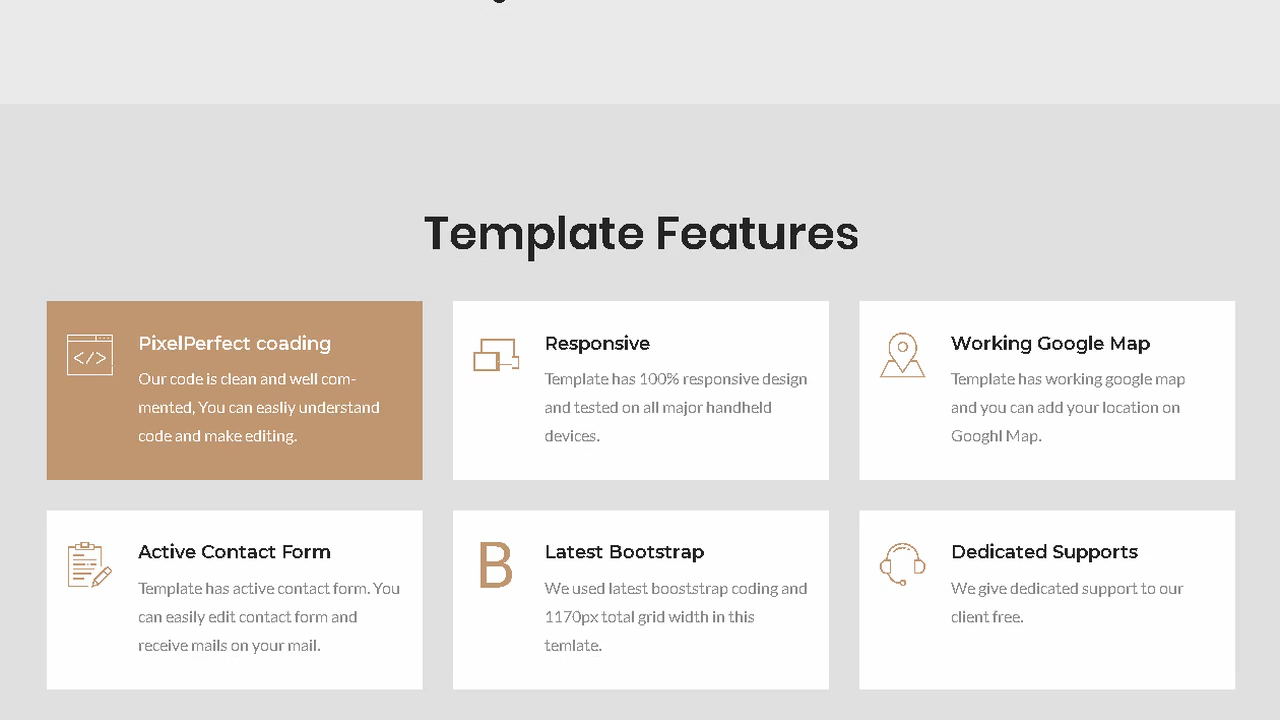 Template Features
PixelPerfect coading
Our code is clean and well com-
mented, You can easliy understand
code and make editing.
Responsive
Template has 100% responsive design
and tested on all major handheld
devices.
Working Google Map
Template has working google map
and you can add your location on
Googhl Map.
Active Contact Form
Template has active contact form. You
can easily edit contact form and
receive mails on your mail.
B
Latest Bootstrap
We used latest booststrap coding and
1170px total grid width in this
temlate.
Dedicated Supports
We give dedicated support to our
client free.